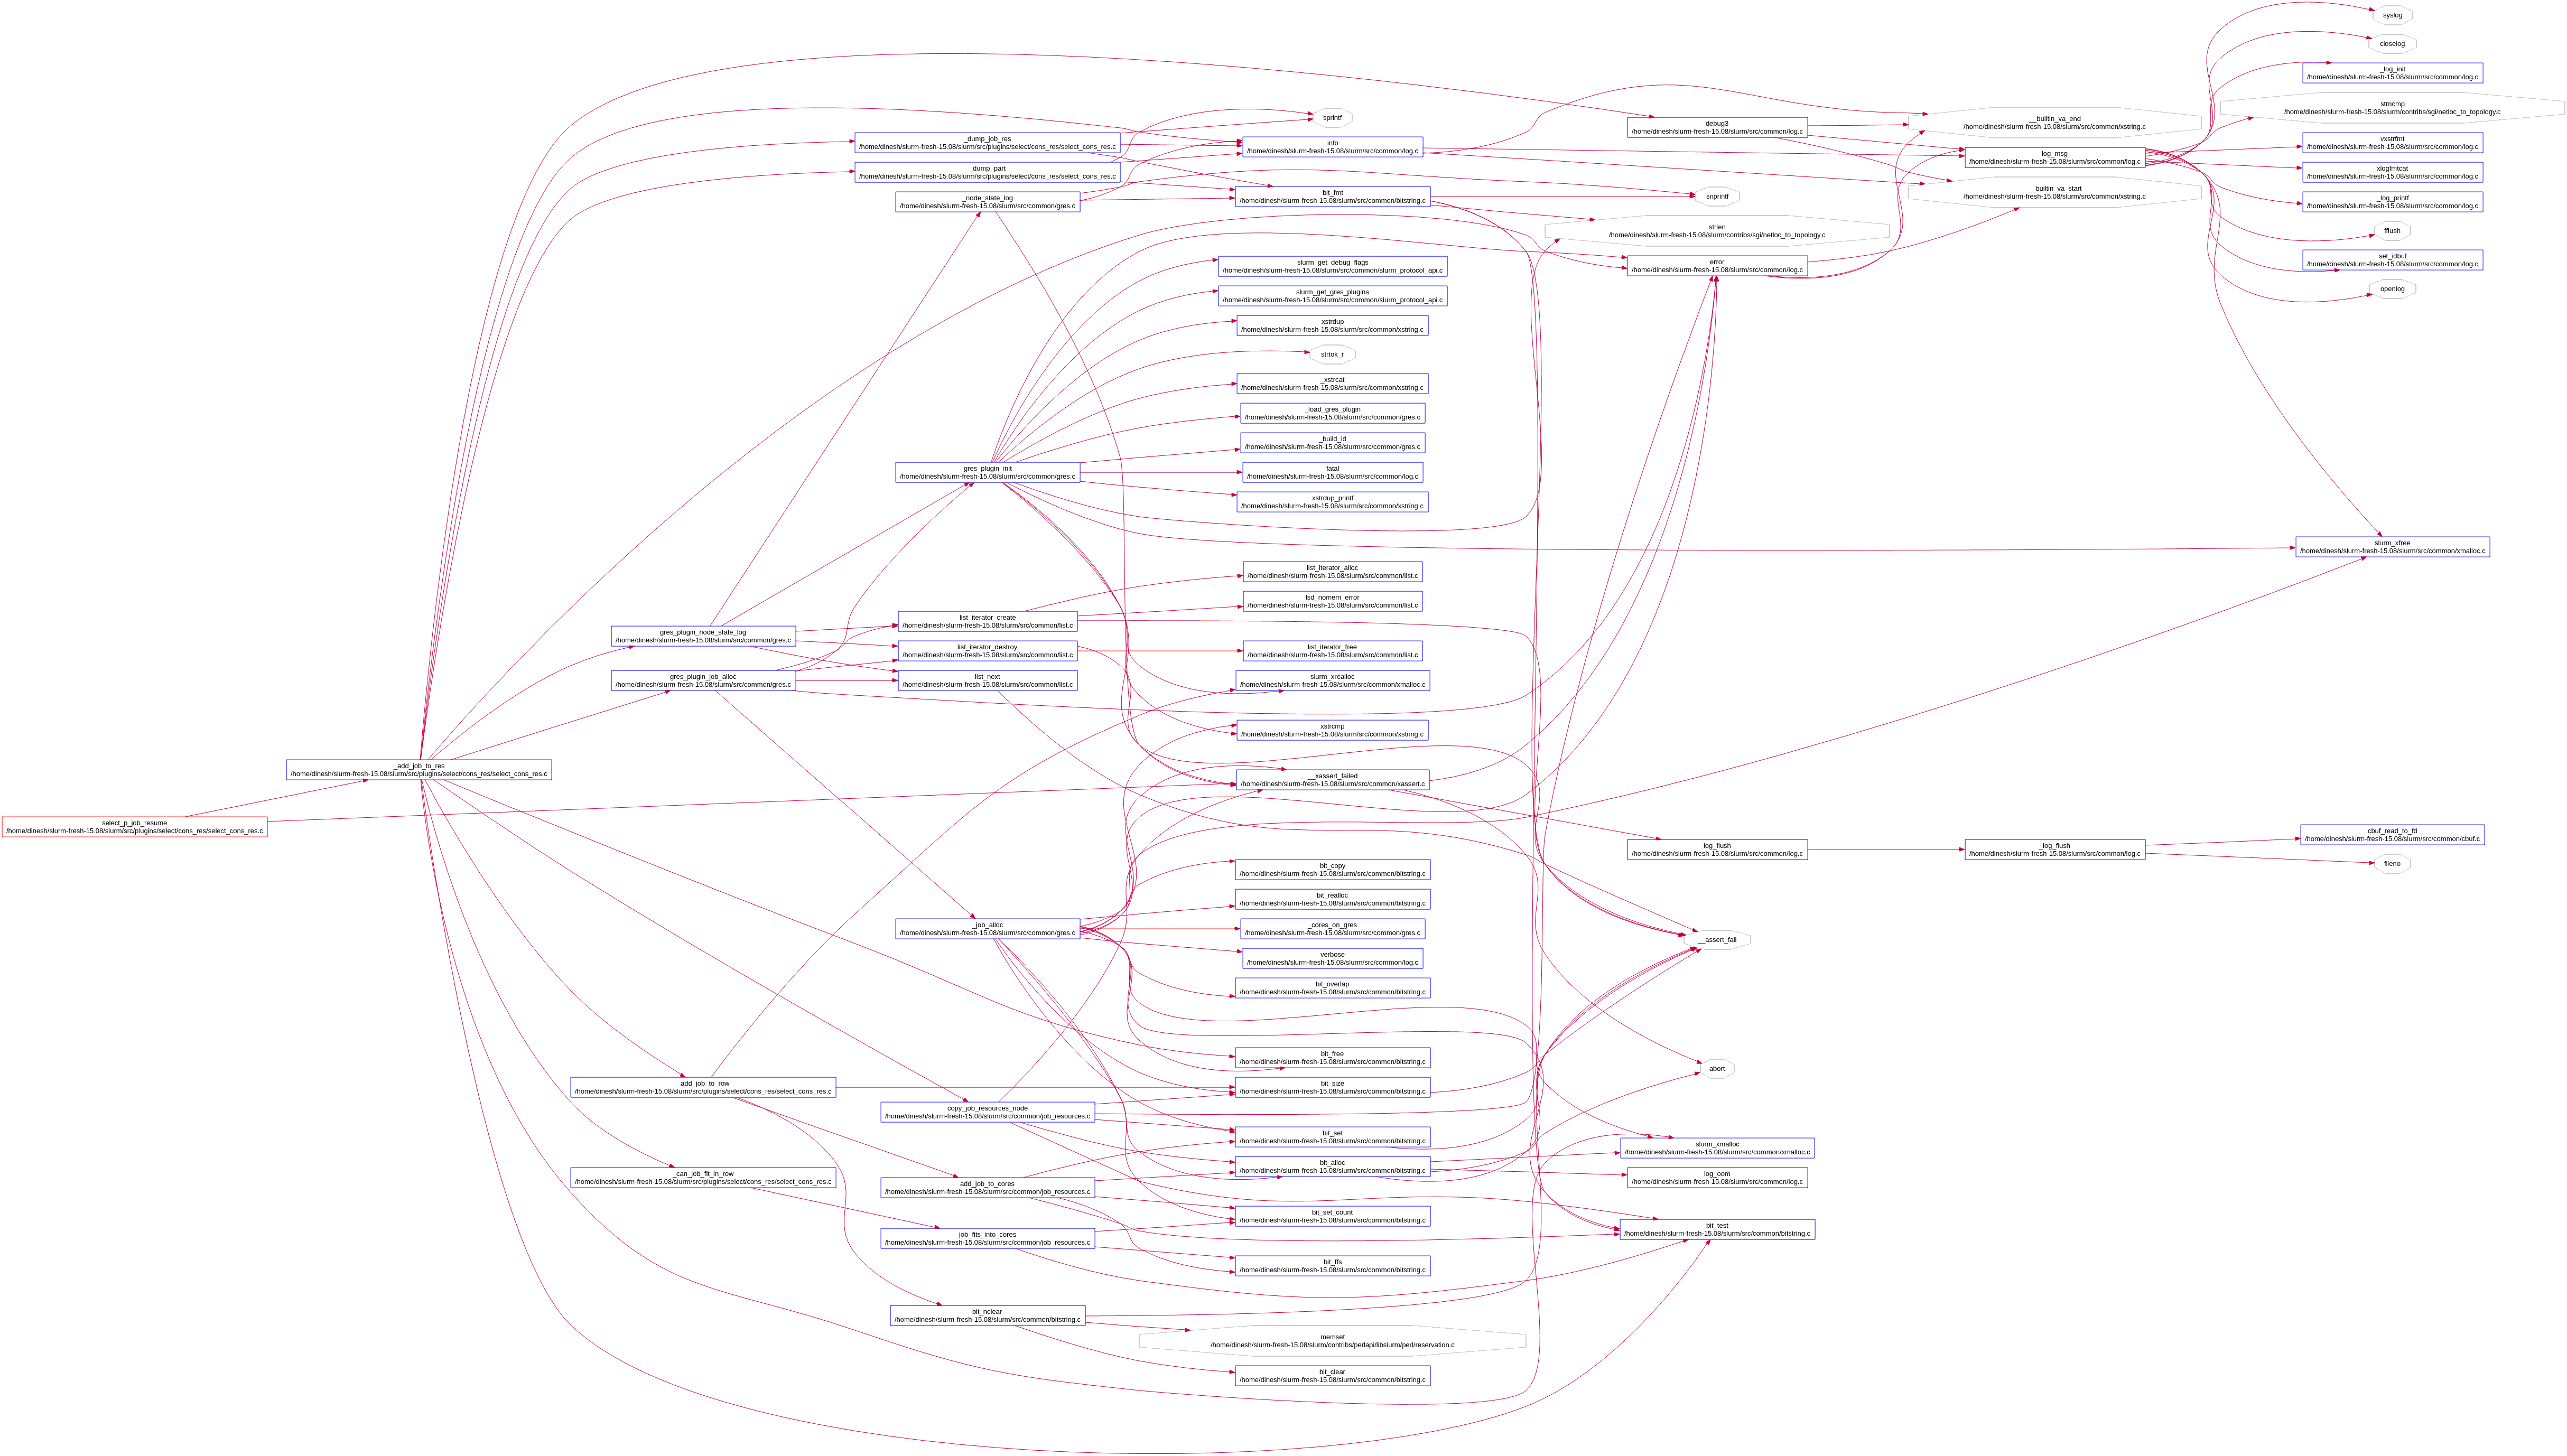 select_p_job_resume
/home/dinesh/slurm-fresh-15.08/slurm/src/plugins/select/cons_res/select_cons_res.c
_add_job_to_res
/home/dinesh/slurm-fresh-15.08/slurm/src/plugins/select/cons_res/select_cons_res.c
gres_plugin_node_state_log
/home/dinesh/slurm-fresh-15.08/slurm/src/common/gres.c
gres_plugin_job_alloc
/home/dinesh/slurm-fresh-15.08/slurm/src/common/gres.c
_add_job_to_row
/home/dinesh/slurm-fresh-15.08/slurm/src/plugins/select/cons_res/select_cons_res.c
_can_job_fit_in_row
/home/dinesh/slurm-fresh-15.08/slurm/src/plugins/select/cons_res/select_cons_res.c
_dump_job_res
/home/dinesh/slurm-fresh-15.08/slurm/src/plugins/select/cons_res/select_cons_res.c
_dump_part
/home/dinesh/slurm-fresh-15.08/slurm/src/plugins/select/cons_res/select_cons_res.c
_node_state_log
/home/dinesh/slurm-fresh-15.08/slurm/src/common/gres.c
gres_plugin_init
/home/dinesh/slurm-fresh-15.08/slurm/src/common/gres.c
list_iterator_create
/home/dinesh/slurm-fresh-15.08/slurm/src/common/list.c
list_iterator_destroy
/home/dinesh/slurm-fresh-15.08/slurm/src/common/list.c
list_next
/home/dinesh/slurm-fresh-15.08/slurm/src/common/list.c
_job_alloc
/home/dinesh/slurm-fresh-15.08/slurm/src/common/gres.c
copy_job_resources_node
/home/dinesh/slurm-fresh-15.08/slurm/src/common/job_resources.c
add_job_to_cores
/home/dinesh/slurm-fresh-15.08/slurm/src/common/job_resources.c
job_fits_into_cores
/home/dinesh/slurm-fresh-15.08/slurm/src/common/job_resources.c
bit_nclear
/home/dinesh/slurm-fresh-15.08/slurm/src/common/bitstring.c
sprintf
info
/home/dinesh/slurm-fresh-15.08/slurm/src/common/log.c
bit_fmt
/home/dinesh/slurm-fresh-15.08/slurm/src/common/bitstring.c
slurm_get_debug_flags
/home/dinesh/slurm-fresh-15.08/slurm/src/common/slurm_protocol_api.c
slurm_get_gres_plugins
/home/dinesh/slurm-fresh-15.08/slurm/src/common/slurm_protocol_api.c
xstrdup
/home/dinesh/slurm-fresh-15.08/slurm/src/common/xstring.c
strtok_r
_xstrcat
/home/dinesh/slurm-fresh-15.08/slurm/src/common/xstring.c
_load_gres_plugin
/home/dinesh/slurm-fresh-15.08/slurm/src/common/gres.c
_build_id
/home/dinesh/slurm-fresh-15.08/slurm/src/common/gres.c
fatal
/home/dinesh/slurm-fresh-15.08/slurm/src/common/log.c
xstrdup_printf
/home/dinesh/slurm-fresh-15.08/slurm/src/common/xstring.c
list_iterator_alloc
/home/dinesh/slurm-fresh-15.08/slurm/src/common/list.c
lsd_nomem_error
/home/dinesh/slurm-fresh-15.08/slurm/src/common/list.c
list_iterator_free
/home/dinesh/slurm-fresh-15.08/slurm/src/common/list.c
slurm_xrealloc
/home/dinesh/slurm-fresh-15.08/slurm/src/common/xmalloc.c
xstrcmp
/home/dinesh/slurm-fresh-15.08/slurm/src/common/xstring.c
__xassert_failed
/home/dinesh/slurm-fresh-15.08/slurm/src/common/xassert.c
bit_copy
/home/dinesh/slurm-fresh-15.08/slurm/src/common/bitstring.c
bit_realloc
/home/dinesh/slurm-fresh-15.08/slurm/src/common/bitstring.c
_cores_on_gres
/home/dinesh/slurm-fresh-15.08/slurm/src/common/gres.c
verbose
/home/dinesh/slurm-fresh-15.08/slurm/src/common/log.c
bit_overlap
/home/dinesh/slurm-fresh-15.08/slurm/src/common/bitstring.c
bit_free
/home/dinesh/slurm-fresh-15.08/slurm/src/common/bitstring.c
bit_size
/home/dinesh/slurm-fresh-15.08/slurm/src/common/bitstring.c
bit_set
/home/dinesh/slurm-fresh-15.08/slurm/src/common/bitstring.c
bit_alloc
/home/dinesh/slurm-fresh-15.08/slurm/src/common/bitstring.c
bit_set_count
/home/dinesh/slurm-fresh-15.08/slurm/src/common/bitstring.c
bit_ffs
/home/dinesh/slurm-fresh-15.08/slurm/src/common/bitstring.c
memset
/home/dinesh/slurm-fresh-15.08/slurm/contribs/perlapi/libslurm/perl/reservation.c
bit_clear
/home/dinesh/slurm-fresh-15.08/slurm/src/common/bitstring.c
debug3
/home/dinesh/slurm-fresh-15.08/slurm/src/common/log.c
snprintf
strlen
/home/dinesh/slurm-fresh-15.08/slurm/contribs/sgi/netloc_to_topology.c
error
/home/dinesh/slurm-fresh-15.08/slurm/src/common/log.c
log_flush
/home/dinesh/slurm-fresh-15.08/slurm/src/common/log.c
__assert_fail
abort
slurm_xmalloc
/home/dinesh/slurm-fresh-15.08/slurm/src/common/xmalloc.c
log_oom
/home/dinesh/slurm-fresh-15.08/slurm/src/common/log.c
bit_test
/home/dinesh/slurm-fresh-15.08/slurm/src/common/bitstring.c
__builtin_va_end
/home/dinesh/slurm-fresh-15.08/slurm/src/common/xstring.c
log_msg
/home/dinesh/slurm-fresh-15.08/slurm/src/common/log.c
__builtin_va_start
/home/dinesh/slurm-fresh-15.08/slurm/src/common/xstring.c
_log_flush
/home/dinesh/slurm-fresh-15.08/slurm/src/common/log.c
syslog
closelog
_log_init
/home/dinesh/slurm-fresh-15.08/slurm/src/common/log.c
strncmp
/home/dinesh/slurm-fresh-15.08/slurm/contribs/sgi/netloc_to_topology.c
vxstrfmt
/home/dinesh/slurm-fresh-15.08/slurm/src/common/log.c
xlogfmtcat
/home/dinesh/slurm-fresh-15.08/slurm/src/common/log.c
_log_printf
/home/dinesh/slurm-fresh-15.08/slurm/src/common/log.c
fflush
set_idbuf
/home/dinesh/slurm-fresh-15.08/slurm/src/common/log.c
openlog
slurm_xfree
/home/dinesh/slurm-fresh-15.08/slurm/src/common/xmalloc.c
cbuf_read_to_fd
/home/dinesh/slurm-fresh-15.08/slurm/src/common/cbuf.c
fileno